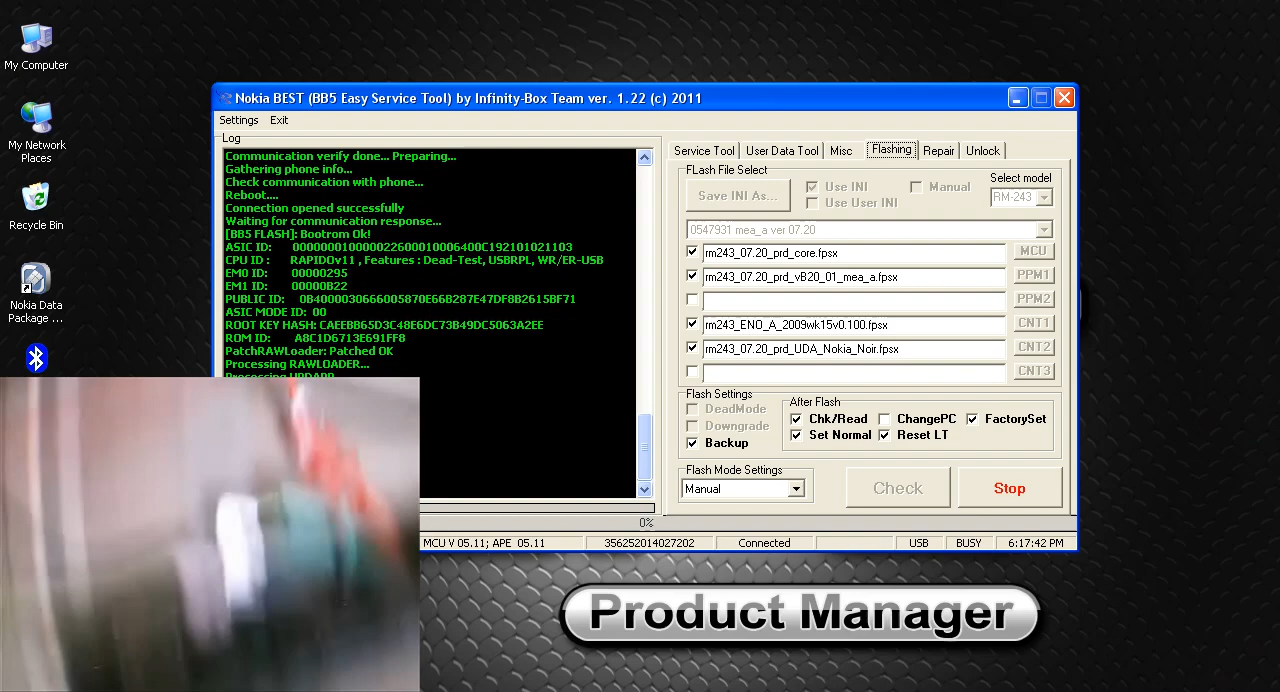 My Computer
My Network
Places
Recycle Bin
Nokia Data
Package ...
Nokia BEST (BB5 Easy Service Tool) by Infinity-Box Team ver. 1.22 (c) 2011
Settings Exit
Log
Communication verify done... Preparing...
Gathering phone info...
Check communication with phone...
Reboot....
Connection opened successfully
Waiting for communication response...
[BB5 FLASH]: Bootrom Ok!
ASIC ID: 000000010000022600010006400C192101021103
CPU ID : RAPIDOv11 , Features : Dead-Test, USBRPL, WR/ER-USB
EM0 ID: 00000295
EM1 ID: 00000B22
PUBLIC ID: 0B4000030666005870E66B287E47DF8B2615BF71
ASIC MODE ID: 00
ROOT KEY HASH: CAEEBB65D3C48E6DC73B49DC5063A2EE
ROM ID: A8C1D6713E691FF8
PatchRAWLoader: Patched OK
Processing RAWLOADER...
Service Tool User Data Tool Misc Flashing Repair Unlock
FLash File Select
Save INI As...
Use INI
Manual
Use User INI
Select model
RM-243
0547931 mea_a ver 07.20
rm243_07.20_prd_core.fpsx MCU
rm243_07.20_prd_vB20_01_mea_a.fpsx PPM1
PPM2
rm243_ENO_A_2009wk15v0.100.fpsx CNT1
rm243_07.20_prd_UDA_Nokia_Noir.fpsx CNT2
CNT3
Flash Settings
DeadMode
Downgrade
Backup
After Flash
Chk/Read ChangePC FactorySet
Set Normal Reset LT
Flash Mode Settings
Manual
Check
Stop
0%
MCU V 05.11; APE 05.11 356252014027202 Connected USB BUSY 6:17:42 PM
Product Manager